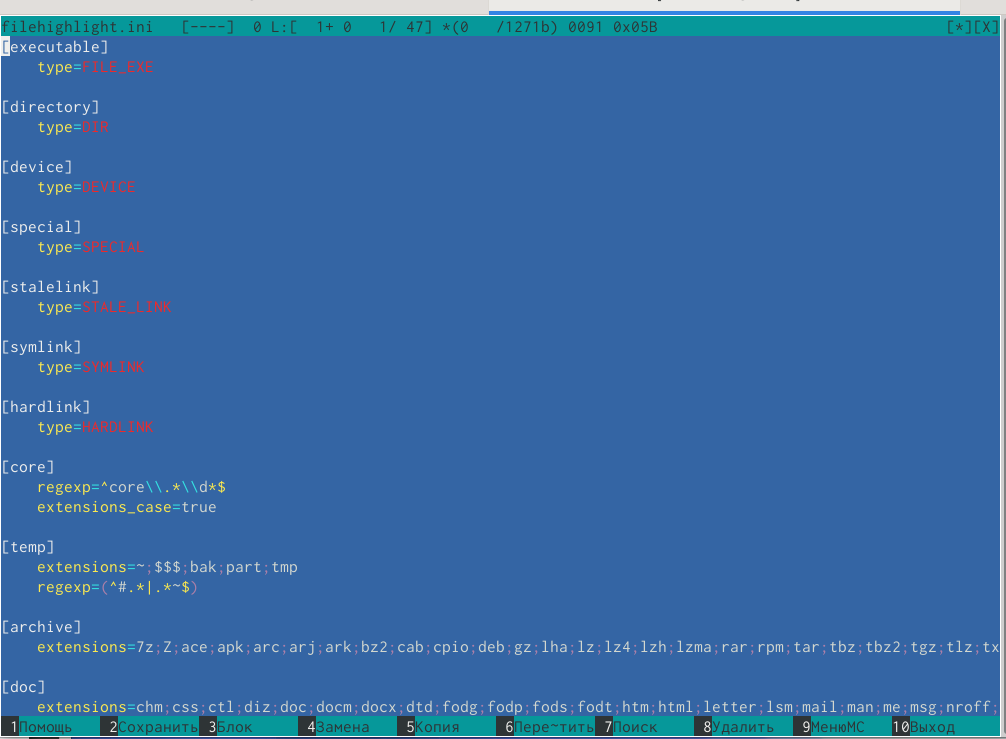 filehighlight.ini   [----]  0 L:[  1+ 0   1/ 47] *(0   /1271b) 0091 0x05B   [*][X]
[executable]
    type=FILE_EXE
[directory]
    type=DIR
[device]
    type=DEVICE
[special]
    type=SPECIAL
[stalelink]
    type=STALE_LINK
[symlink]
    type=SYMLINK
[hardlink]
    type=HARDLINK
[core]
    regexp=^core\\.*\\d*$
    extensions_case=true
[temp]
    extensions=~;$$$;bak;part;tmp
    regexp=(^#.*|.*~$)
[archive]
    extensions=7z;Z;ace;apk;arc;arj;ark;bz2;cab;cpio;deb;gz;lha;lz;lz4;lzh;lzma;rar;rpm;tar;tbz;tbz2;tgz;tlz;tx
[doc]
    extensions=chm;css;ctl;diz;doc;docm;docx;dtd;fodg;fodp;fods;fodt;htm;html;letter;lsm;mail;man;me;msg;nroff;
1Помощь 2Сохранить 3Блок 4Замена 5Копия 6Пере~тить 7Поиск 8Удалить 9МенюMC 10Выход